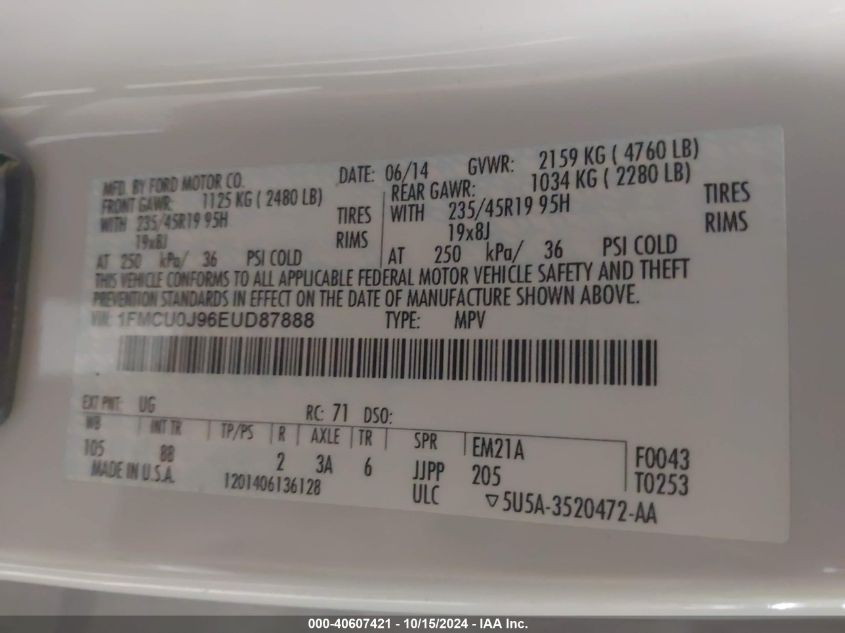 MFD. BY FORD MOTOR CO. DATE: 06/14 GVWR: 2159 KG ( 4760 LB)
FRONT GAWR: 1125 KG ( 2480 LB) REAR GAWR: 1034 KG ( 2280 LB)
WITH 235/45R19 95H TIRES WITH 235/45R19 95H TIRES
19x8J RIMS 19x8J RIMS
AT 250 kPa/ 36 PSI COLD AT 250 kPa/ 36 PSI COLD
THIS VEHICLE CONFORMS TO ALL APPLICABLE FEDERAL MOTOR VEHICLE SAFETY AND THEFT
PREVENTION STANDARDS IN EFFECT ON THE DATE OF MANUFACTURE SHOWN ABOVE.
VIN: 1FMCU0J96EUD87888 TYPE: MPV
EXT PNT: UG RC: 71 DSO:
WB INT TR TP/PS R AXLE TR SPR EM21A F0043
105 88 2 3A 6 JJPP 205 T0253
MADE IN U.S.A. 1201406136128 ULC ▽5U5A-3520472-AA
000-40607421 - 10/15/2024 - IAA Inc.